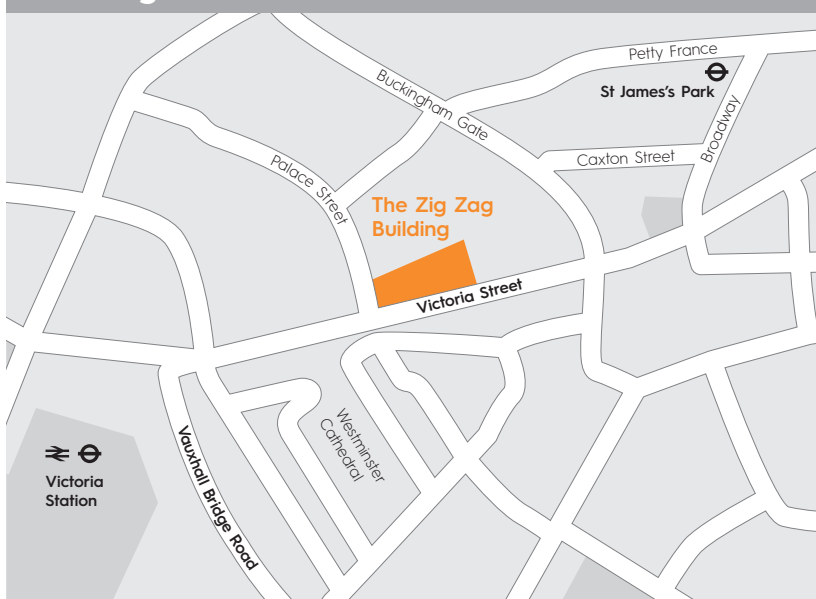 Petty France
St James's Park
Buckingham Gate
Broadway
Caxton Street
Palace Street
The Zig Zag
Building
Victoria Street
Westminster
Cathedral
Victoria
Station
Vauxhall Bridge Road